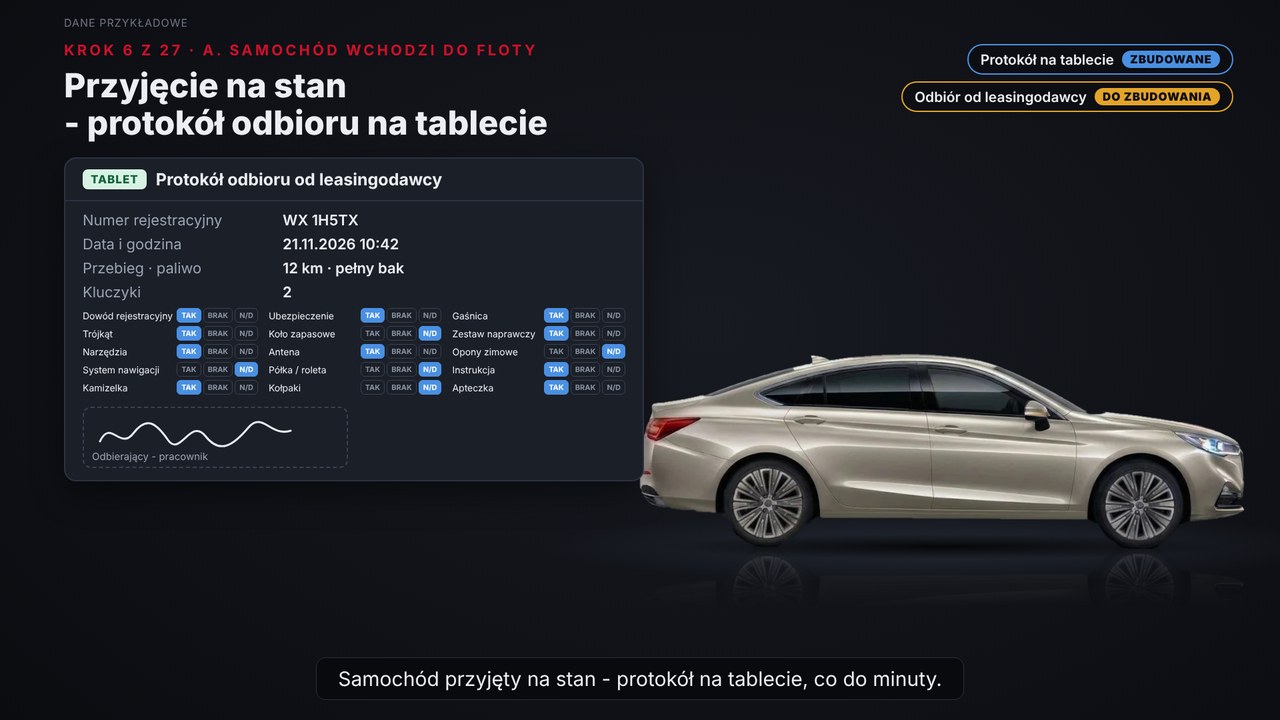 DANE PRZYKŁADOWE
KROK 6 Z 27 · A. SAMOCHÓD WCHODZI DO FLOTY
Przyjęcie na stan
- protokół odbioru na tablecie
Protokół na tablecie ZBUDOWANE
Odbiór od leasingodawcy DO ZBUDOWANIA
TABLET Protokół odbioru od leasingodawcy
Numer rejestracyjny WX 1H5TX
Data i godzina 21.11.2026 10:42
Przebieg · paliwo 12 km · pełny bak
Kluczyki 2
Dowód rejestracyjny TAK BRAK N/D Ubezpieczenie TAK BRAK N/D Gaśnica TAK BRAK N/D
Trójkąt TAK BRAK N/D Koło zapasowe TAK BRAK N/D Zestaw naprawczy TAK BRAK N/D
Narzędzia TAK BRAK N/D Antena TAK BRAK N/D Opony zimowe TAK BRAK N/D
System nawigacji TAK BRAK N/D Półka / roleta TAK BRAK N/D Instrukcja TAK BRAK N/D
Kamizelka TAK BRAK N/D Kołpaki TAK BRAK N/D Apteczka TAK BRAK N/D
Odbierający - pracownik
Samochód przyjęty na stan - protokół na tablecie, co do minuty.